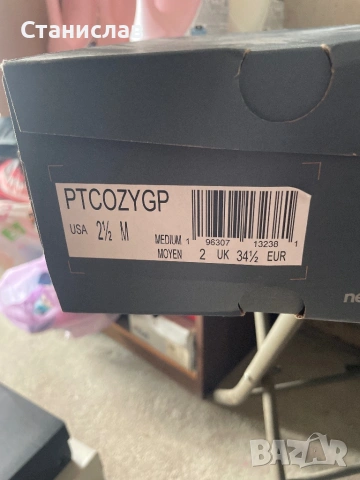 Станислав
PTCOZYGP
USA 2½ M
MEDIUM 1 96307 13238 1
MOYEN 2 UK 34½ EUR
ne
BAZAR